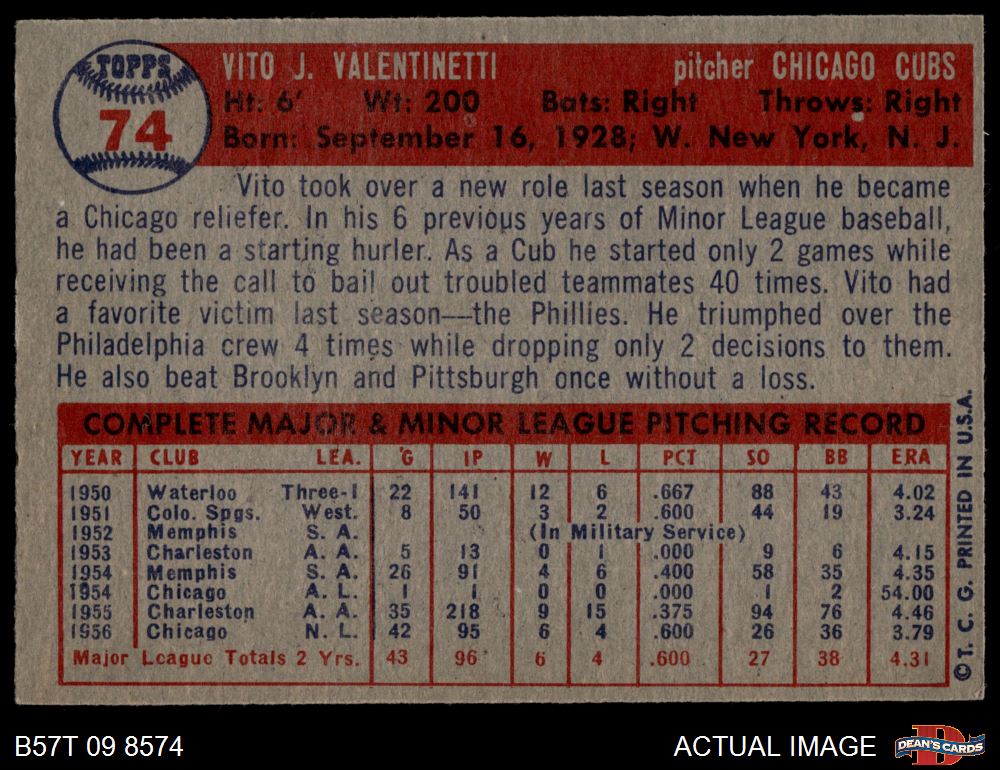 TOPPS
74
VITO J. VALENTINETTI pitcher CHICAGO CUBS
Ht: 6' Wt: 200 Bats: Right Throws: Right
Born: September 16, 1928; W. New York, N. J.
Vito took over a new role last season when he became
a Chicago reliefer. In his 6 previous years of Minor League baseball,
he had been a starting hurler. As a Cub he started only 2 games while
receiving the call to bail out troubled teammates 40 times. Vito had
a favorite victim last season—the Phillies. He triumphed over the
Philadelphia crew 4 times while dropping only 2 decisions to them.
He also beat Brooklyn and Pittsburgh once without a loss.
COMPLETE MAJOR & MINOR LEAGUE PITCHING RECORD
YEAR CLUB LEA. G IP W L PCT SO BB ERA
1950 Waterloo Three-I 22 141 12 6 .667 88 43 4.02
1951 Colo. Spgs. West. 8 50 3 2 .600 44 19 3.24
1952 Memphis S. A. (In Military Service)
1953 Charleston A. A. 5 13 0 1 .000 9 6 4.15
1954 Memphis S. A. 26 91 4 6 .400 58 35 4.35
1954 Chicago A. L. 1 1 0 0 .000 1 2 54.00
1955 Charleston A. A. 35 218 9 15 .375 94 76 4.46
1956 Chicago N. L. 42 95 6 4 .600 26 36 3.79
Major League Totals 2 Yrs. 43 96 6 4 .600 27 38 4.31
© T. C. G. PRINTED IN U.S.A.
B57T 09 8574 ACTUAL IMAGE
DEAN'S CARDS